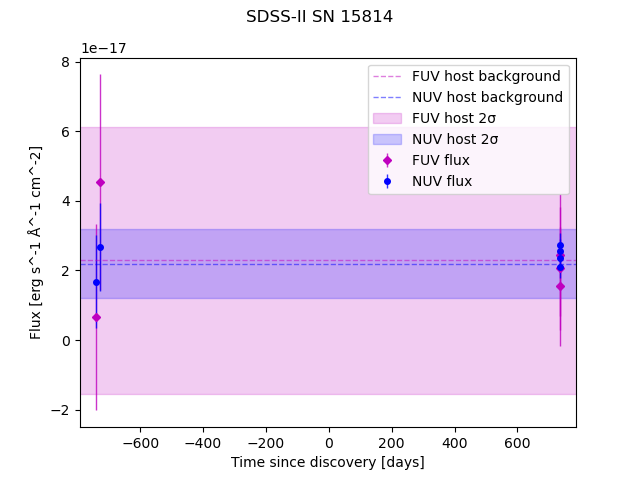 SDSS-II SN 15814
1e−17
8
6
4
2
0
−2
Flux [erg s^-1 Å^-1 cm^-2]
FUV host background
NUV host background
FUV host 2σ
NUV host 2σ
FUV flux
NUV flux
−600 −400 −200 0 200 400 600
Time since discovery [days]